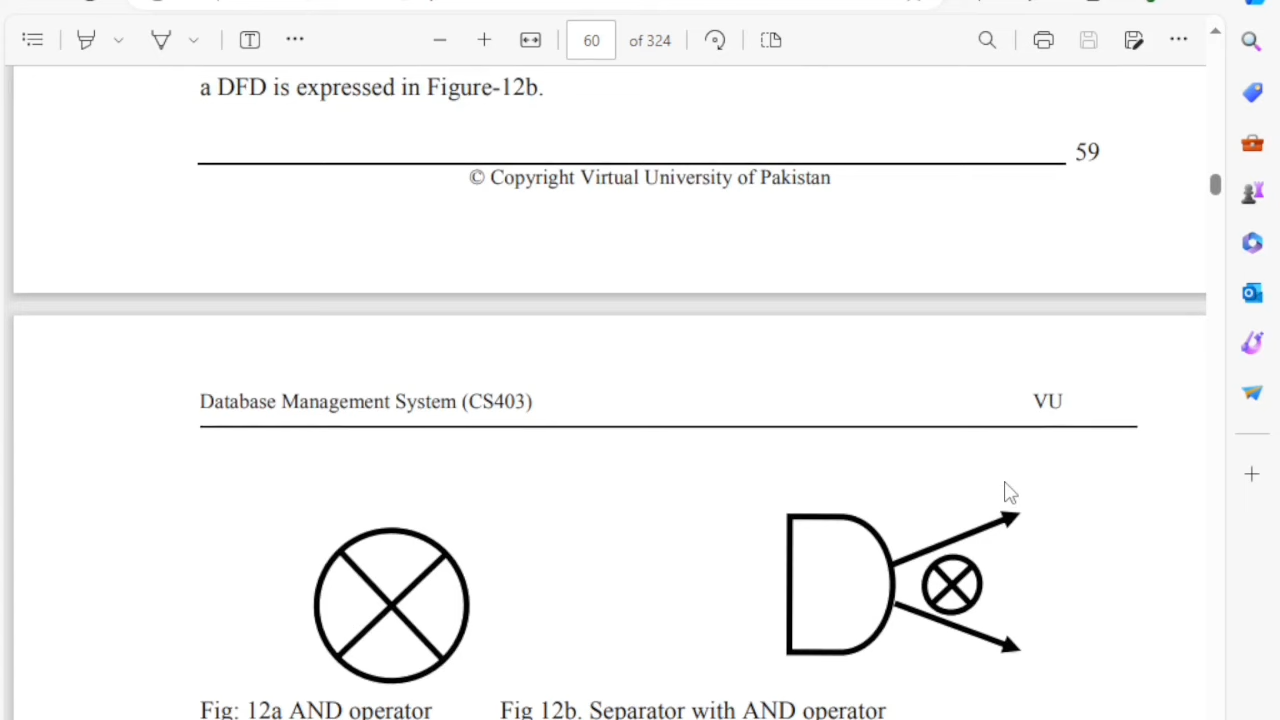 60 of 324
a DFD is expressed in Figure-12b.
59
© Copyright Virtual University of Pakistan
Database Management System (CS403) VU
Fig: 12a AND operator Fig 12b. Separator with AND operator